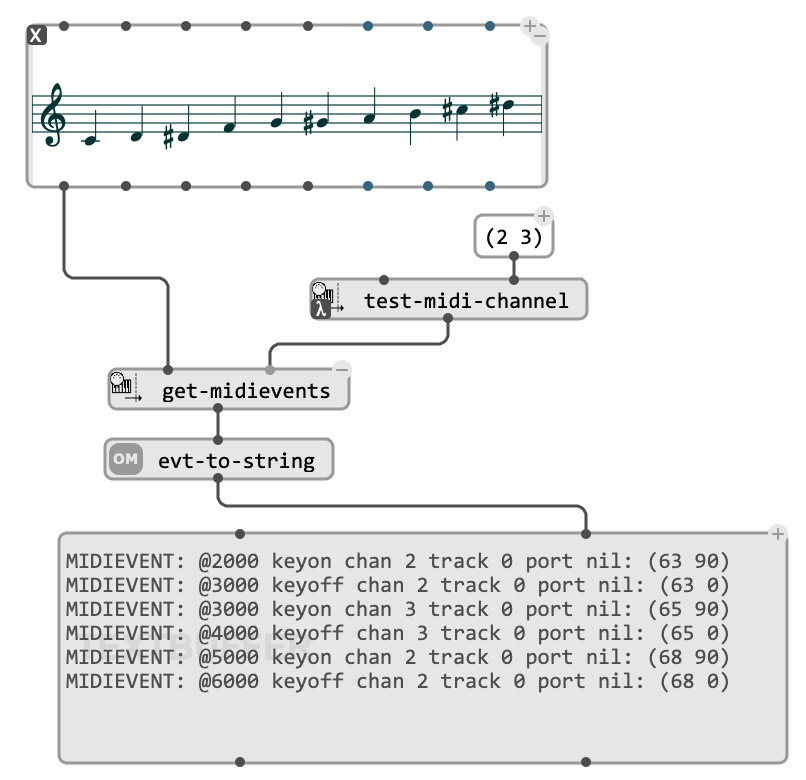 X
(2 3)
λ
test-midi-channel
get-midievents
OM
evt-to-string
MIDIEVENT: @2000 keyon chan 2 track 0 port nil: (63 90)
MIDIEVENT: @3000 keyoff chan 2 track 0 port nil: (63 0)
MIDIEVENT: @3000 keyon chan 3 track 0 port nil: (65 90)
MIDIEVENT: @4000 keyoff chan 3 track 0 port nil: (65 0)
TEXTBUFFER
MIDIEVENT: @5000 keyon chan 2 track 0 port nil: (68 90)
MIDIEVENT: @6000 keyoff chan 2 track 0 port nil: (68 0)